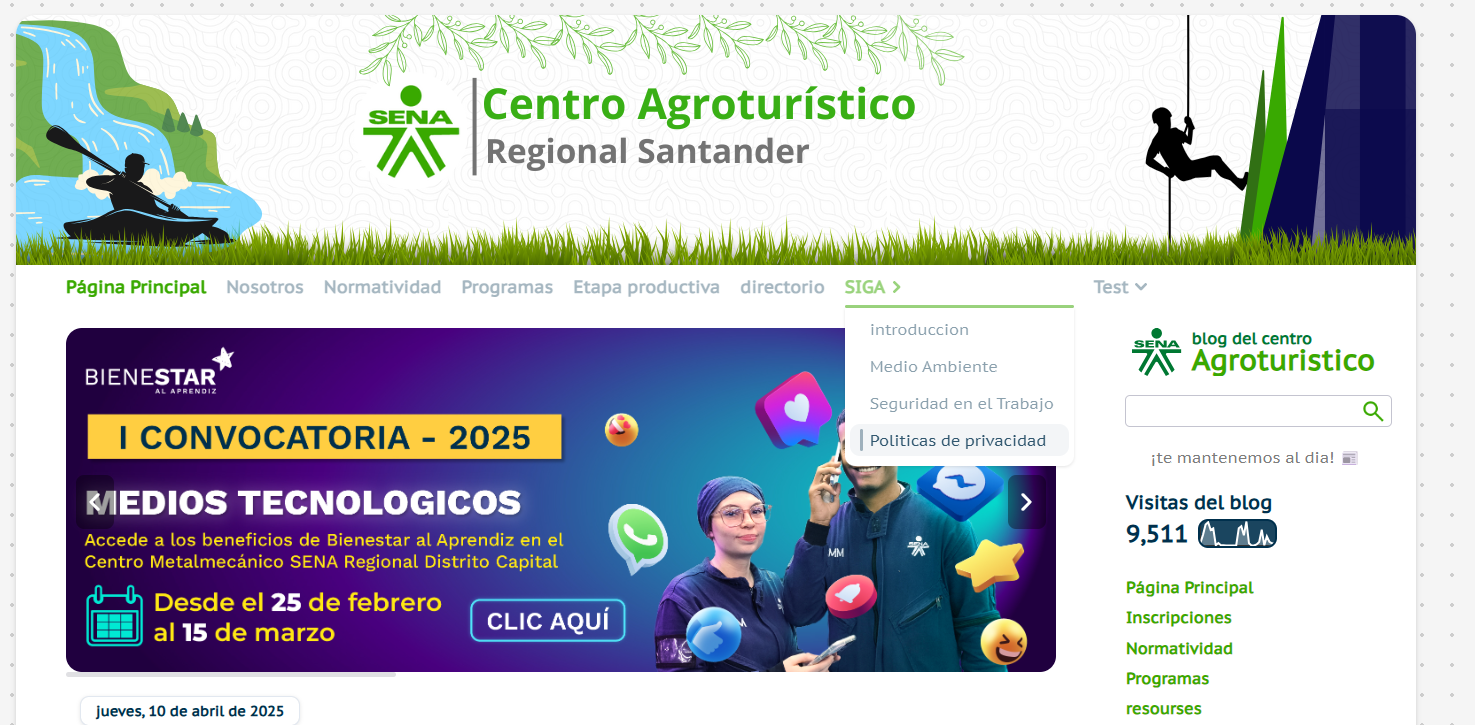 SENA
Centro Agroturístico
Regional Santander
Página Principal Nosotros Normatividad Programas Etapa productiva directorio SIGA Test
introduccion
Medio Ambiente
Seguridad en el Trabajo
Politicas de privacidad
BIENESTAR
AL APRENDIZ
I CONVOCATORIA - 2025
MEDIOS TECNOLOGICOS
Accede a los beneficios de Bienestar al Aprendiz en el
Centro Metalmecánico SENA Regional Distrito Capital
Desde el 25 de febrero
al 15 de marzo
CLIC AQUÍ
MM
SENA
blog del centro
Agroturistico
¡te mantenemos al dia!
Visitas del blog
9,511
Página Principal
Inscripciones
Normatividad
Programas
resourses
jueves, 10 de abril de 2025